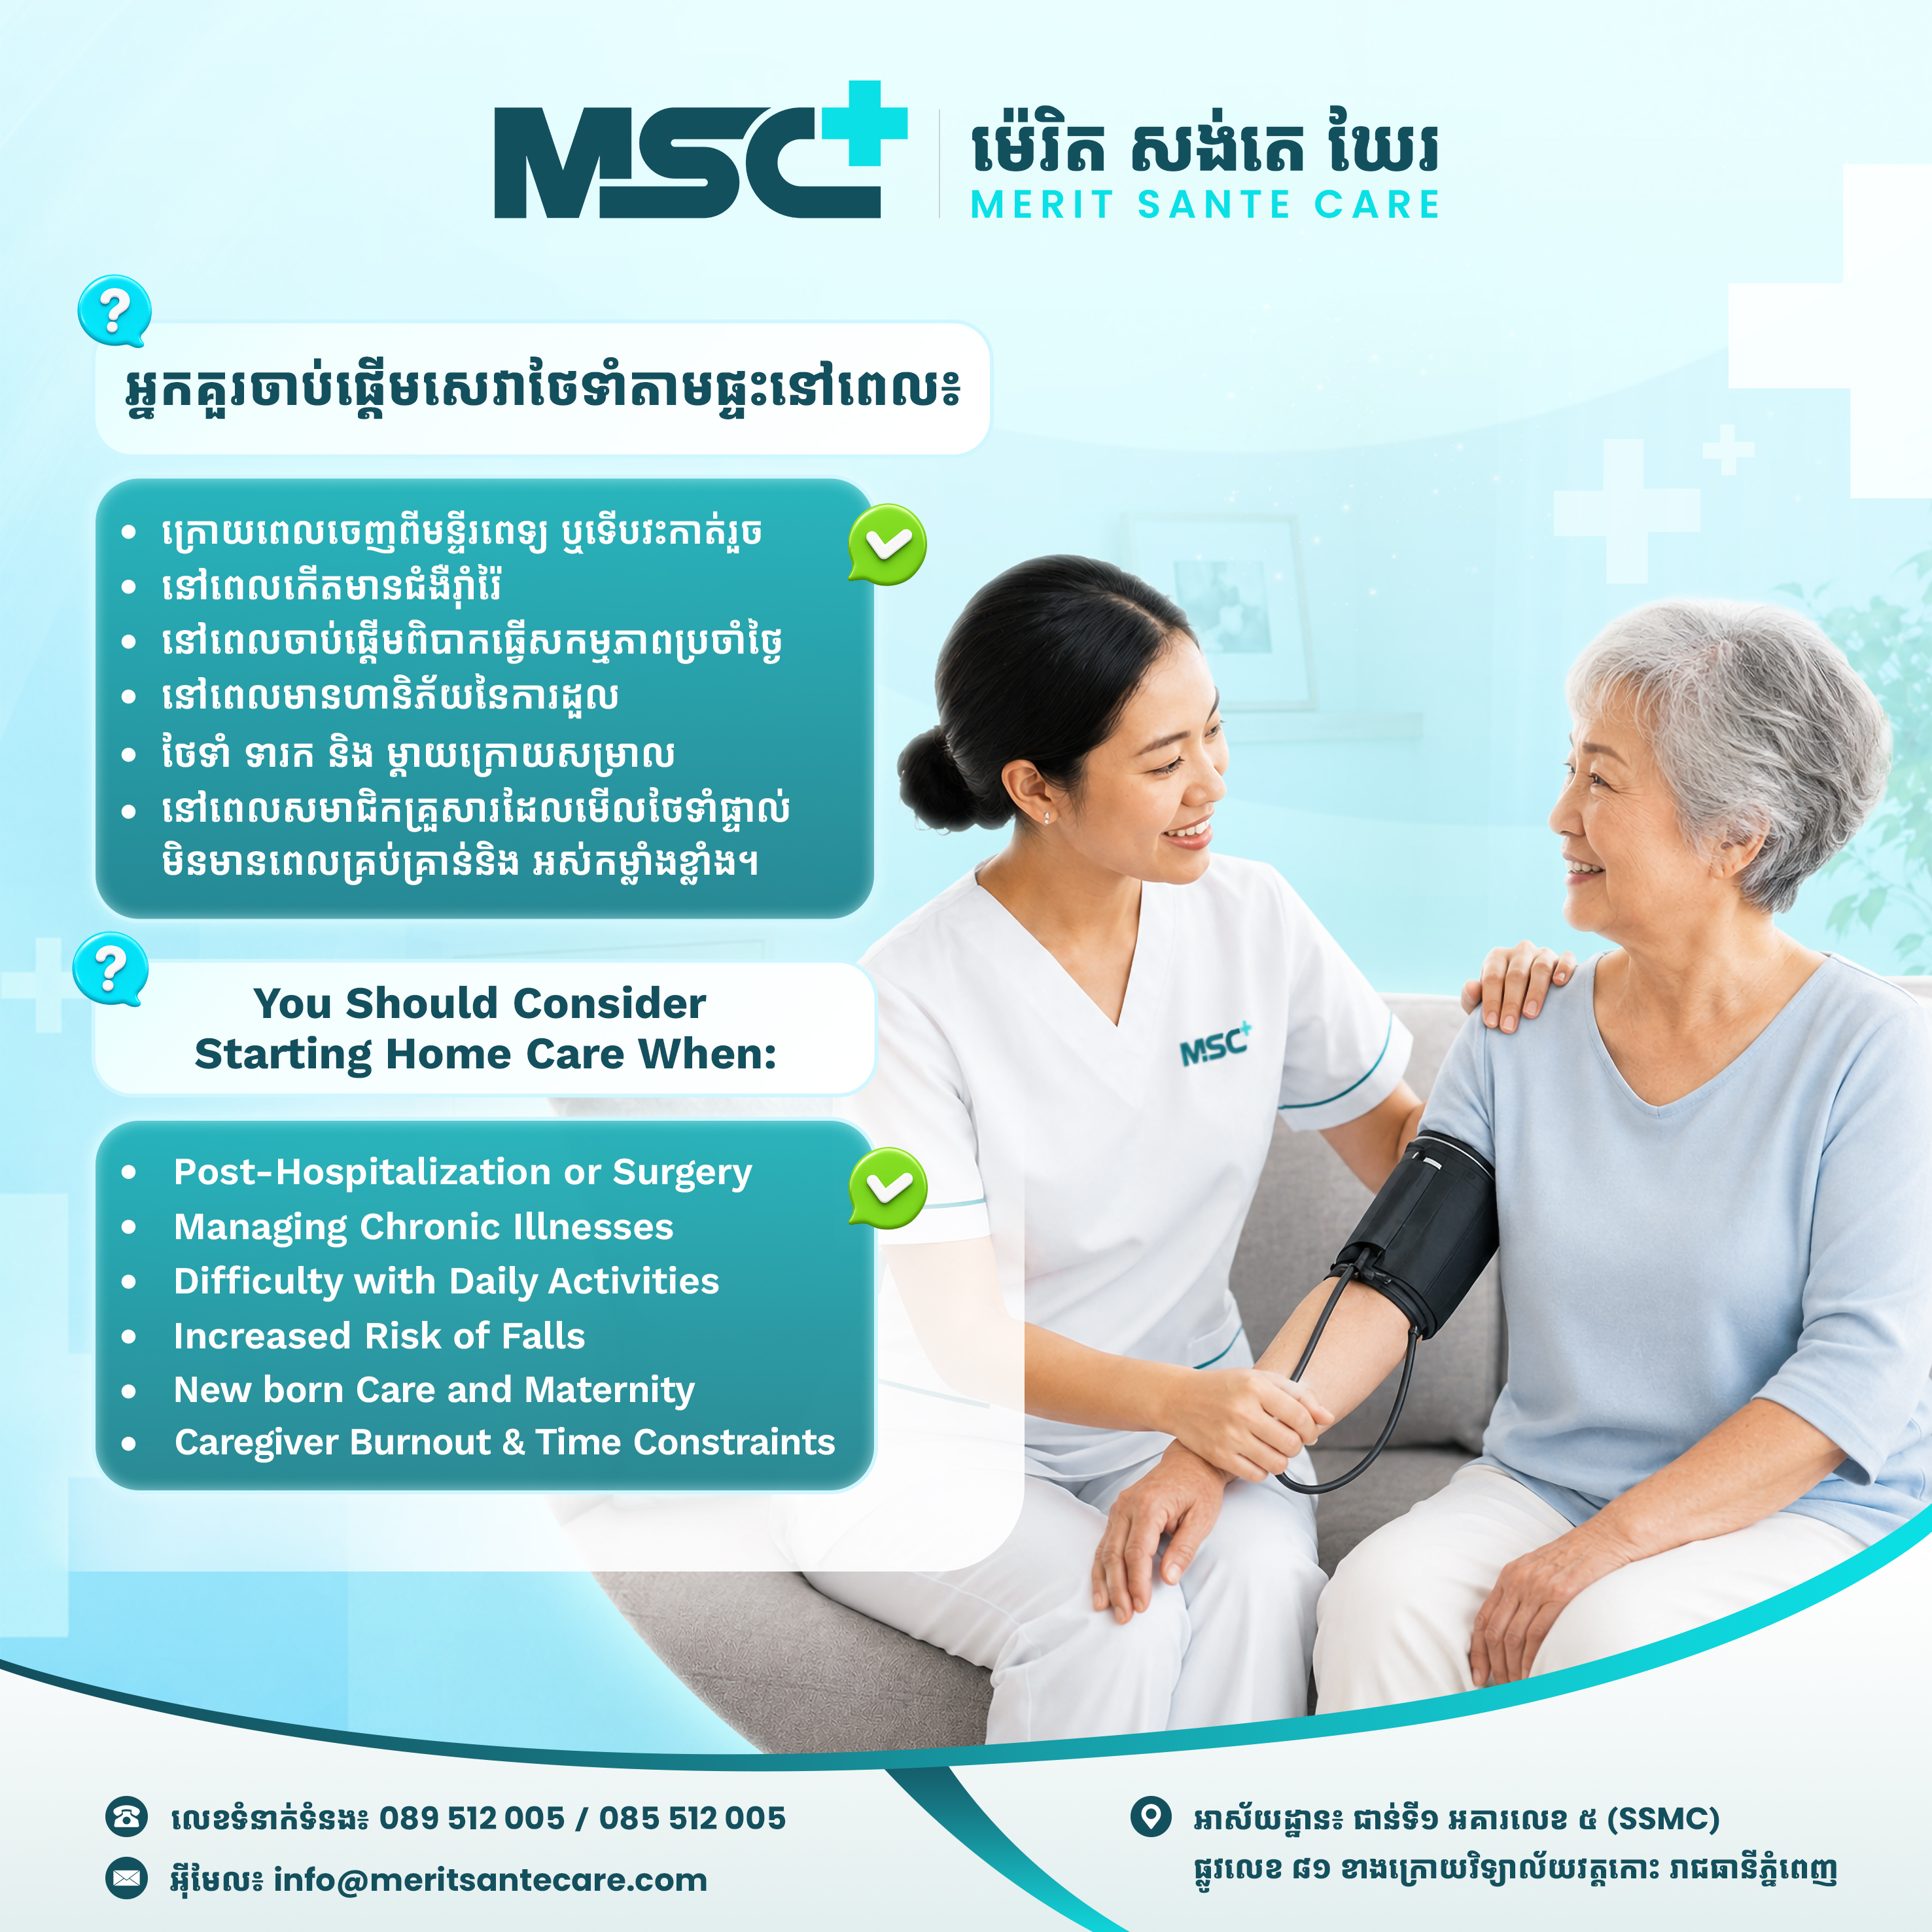 MSC
ម៉េរិត សង់តេ ឃែរ
MERIT SANTE CARE
?
អ្នកគួរចាប់ផ្តើមសេវាថែទាំតាមផ្ទះនៅពេល៖
• ក្រោយពេលចេញពីមន្ទីរពេទ្យ ឬទើបវះកាត់រួច
• នៅពេលកើតមានជំងឺរ៉ាំរ៉ៃ
• នៅពេលចាប់ផ្តើមពិបាកធ្វើសកម្មភាពប្រចាំថ្ងៃ
• នៅពេលមានហានិភ័យនៃការដួល
• ថែទាំ ទារក និង ម្តាយក្រោយសម្រាល
• នៅពេលសមាជិកគ្រួសារដែលមើលថែទាំផ្ទាល់
មិនមានពេលគ្រប់គ្រាន់និង អស់កម្លាំងខ្លាំង។
?
You Should Consider
Starting Home Care When:
• Post-Hospitalization or Surgery
• Managing Chronic Illnesses
• Difficulty with Daily Activities
• Increased Risk of Falls
• New born Care and Maternity
• Caregiver Burnout & Time Constraints
MSC
លេខទំនាក់ទំនង៖ 089 512 005 / 085 512 005
អ៊ីមែល៖ info@meritsantecare.com
អាស័យដ្ឋាន៖ ជាន់ទី១ អគារលេខ ៥ (SSMC)
ផ្លូវលេខ ៨១ ខាងក្រោយវិទ្យាល័យវត្តកោះ រាជធានីភ្នំពេញ